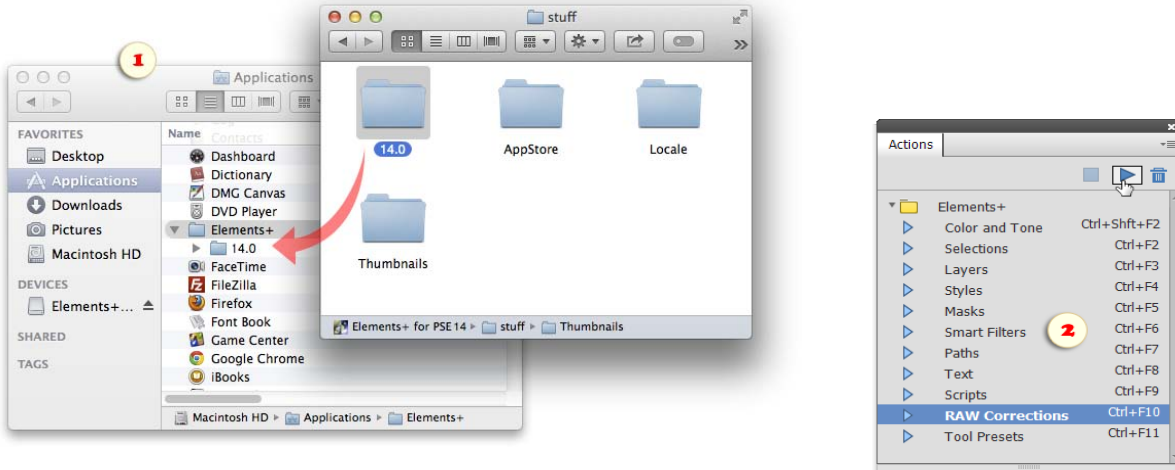 stuff
14.0
AppStore
Locale
Thumbnails
Elements+ for PSE 14 ▸ stuff ▸ Thumbnails
1
Applications
FAVORITES
Desktop
Applications
Downloads
Pictures
Macintosh HD
DEVICES
Elements+...
SHARED
TAGS
Name
Contacts
Dashboard
Dictionary
DMG Canvas
DVD Player
Elements+
14.0
FaceTime
FileZilla
Firefox
Font Book
Game Center
Google Chrome
iBooks
Macintosh HD ▸ Applications ▸ Elements+
Actions
Elements+
Color and Tone Ctrl+Shft+F2
Selections Ctrl+F2
Layers Ctrl+F3
Styles Ctrl+F4
Masks Ctrl+F5
Smart Filters Ctrl+F6
2
Paths Ctrl+F7
Text Ctrl+F8
Scripts Ctrl+F9
RAW Corrections Ctrl+F10
Tool Presets Ctrl+F11